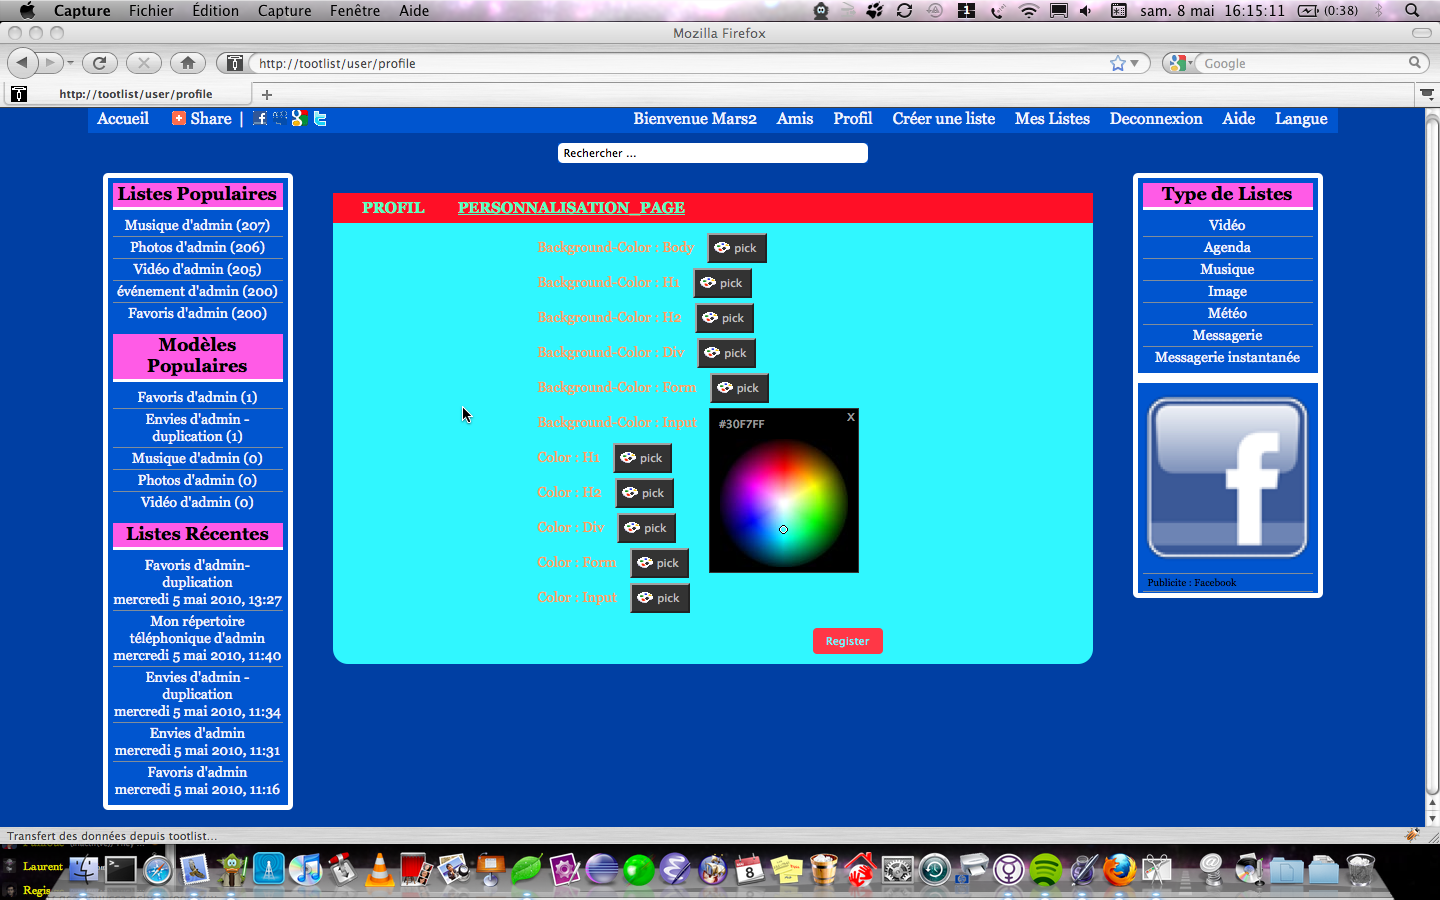 Capture Fichier Édition Capture Fenêtre Aide sam. 8 mai 16:15:11 (0:38)
Mozilla Firefox
http://tootlist/user/profile
Google
http://tootlist/user/profile
Accueil Share | Bienvenue Mars2 Amis Profil Créer une liste Mes Listes Deconnexion Aide Langue
Rechercher ...
Listes Populaires
Musique d'admin (207)
Photos d'admin (206)
Vidéo d'admin (205)
événement d'admin (200)
Favoris d'admin (200)
Modèles
Populaires
Favoris d'admin (1)
Envies d'admin -
duplication (1)
Musique d'admin (0)
Photos d'admin (0)
Vidéo d'admin (0)
Listes Récentes
Favoris d'admin-
duplication
mercredi 5 mai 2010, 13:27
Mon répertoire
téléphonique d'admin
mercredi 5 mai 2010, 11:40
Envies d'admin -
duplication
mercredi 5 mai 2010, 11:34
Envies d'admin
mercredi 5 mai 2010, 11:31
Favoris d'admin
mercredi 5 mai 2010, 11:16
PROFIL PERSONNALISATION_PAGE
Background-Color : Body pick
Background-Color : H1 pick
Background-Color : H2 pick
Background-Color : Div pick
Background-Color : Form pick
Background-Color : Input
X
#30F7FF
Color : H1 pick
Color : H2 pick
Color : Div pick
Color : Form pick
Color : Input pick
Register
Type de Listes
Vidéo
Agenda
Musique
Image
Météo
Messagerie
Messagerie instantanée
Publicite : Facebook
Transfert des données depuis tootlist...
Laurent
Regis